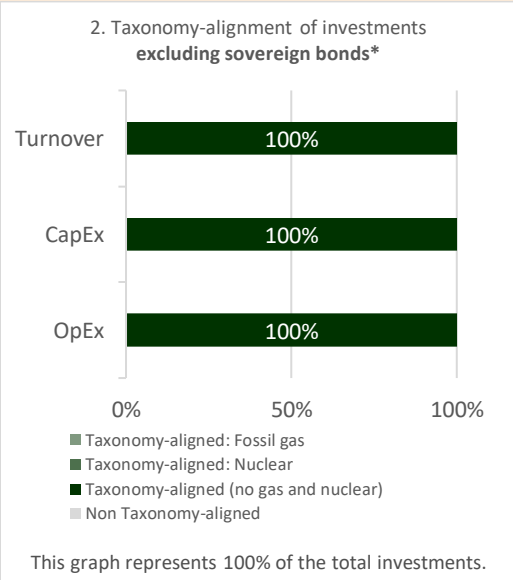 2. Taxonomy-alignment of investments
excluding sovereign bonds*
Turnover
100%
CapEx
100%
OpEx
100%
0%
50%
100%
Taxonomy-aligned: Fossil gas
Taxonomy-aligned: Nuclear
Taxonomy-aligned (no gas and nuclear)
Non Taxonomy-aligned
This graph represents 100% of the total investments.